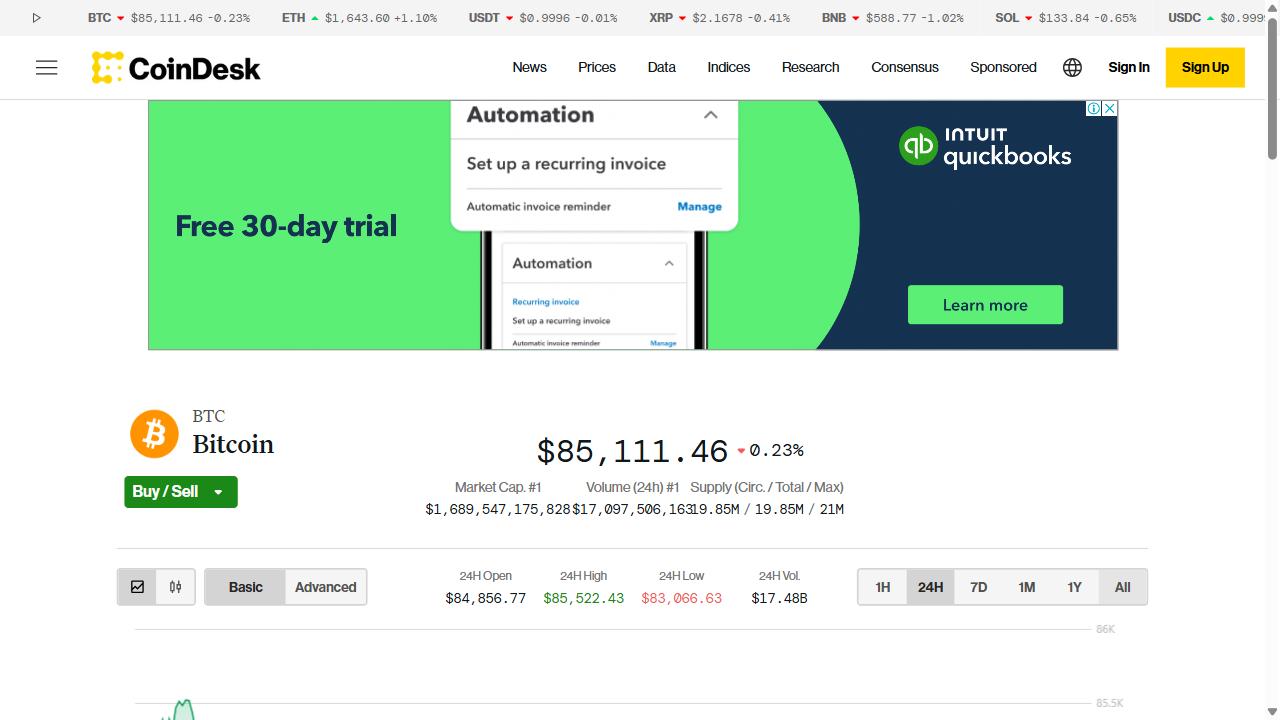 BTC $85,111.46 -0.23% ETH $1,643.60 +1.10% USDT $0.9996 -0.01% XRP $2.1678 -0.41% BNB $588.77 -1.02% SOL $133.84 -0.65% USDC
CoinDesk News Prices Data Indices Research Consensus Sponsored Sign In Sign Up
Automation
Set up a recurring invoice
Automatic invoice reminder Manage
Free 30-day trial
Automation
Recurring invoice
Set up a recurring invoice
Automatic invoice reminder Manage
qb INTUIT
quickbooks
Learn more
BTC
Bitcoin
Buy / Sell
$85,111.46 0.23%
Market Cap. #1 Volume (24h) #1 Supply (Circ. / Total / Max)
$1,689,547,175,828 $17,097,506,163 19.85M / 19.85M / 21M
Basic Advanced
24H Open 24H High 24H Low 24H Vol.
$84,856.77 $85,522.43 $83,066.63 $17.48B
1H 24H 7D 1M 1Y All
86K
85.5K